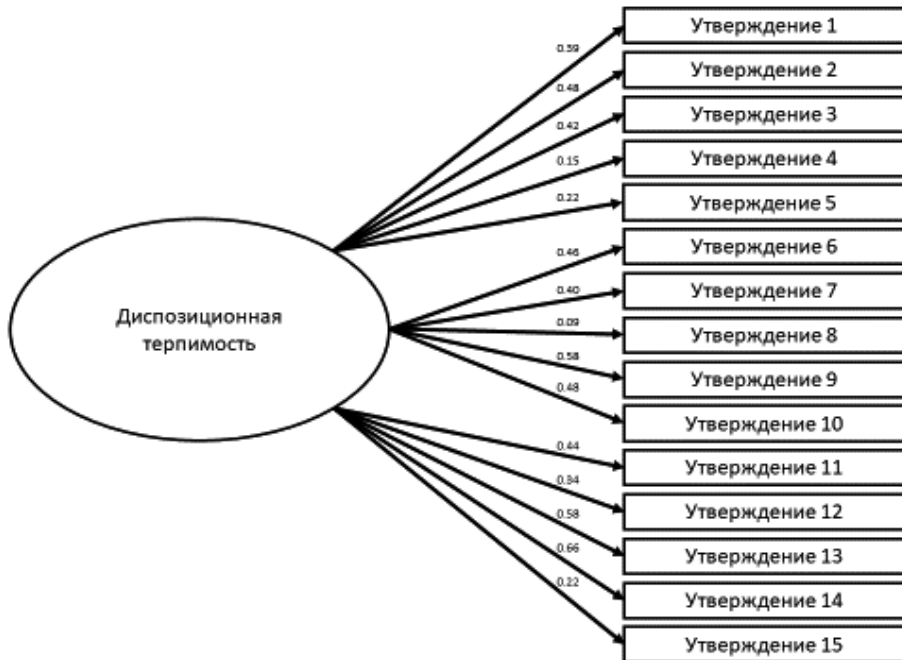 Утверждение 1
0.39
Утверждение 2
0.48
Утверждение 3
0.42
Утверждение 4
0.15
Утверждение 5
0.22
Утверждение 6
0.46
Утверждение 7
0.40
Диспозиционная
терпимость
Утверждение 8
0.09
Утверждение 9
0.58
Утверждение 10
0.48
Утверждение 11
0.44
Утверждение 12
0.34
Утверждение 13
0.58
Утверждение 14
0.66
Утверждение 15
0.22